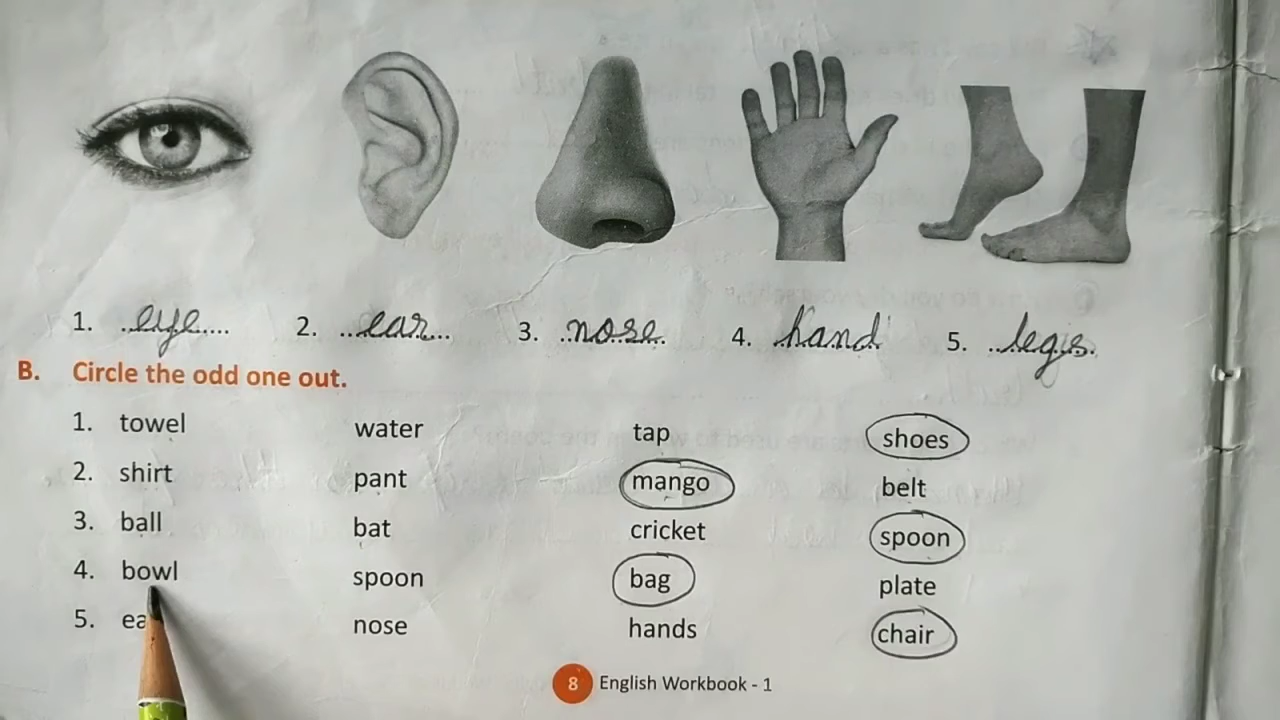 1. eye 2. ear 3. nose 4. hand 5. legs
B. Circle the odd one out.
1. towel water tap shoes
2. shirt pant mango belt
3. ball bat cricket spoon
4. bowl spoon bag plate
5. nose hands chair
8 English Workbook - 1